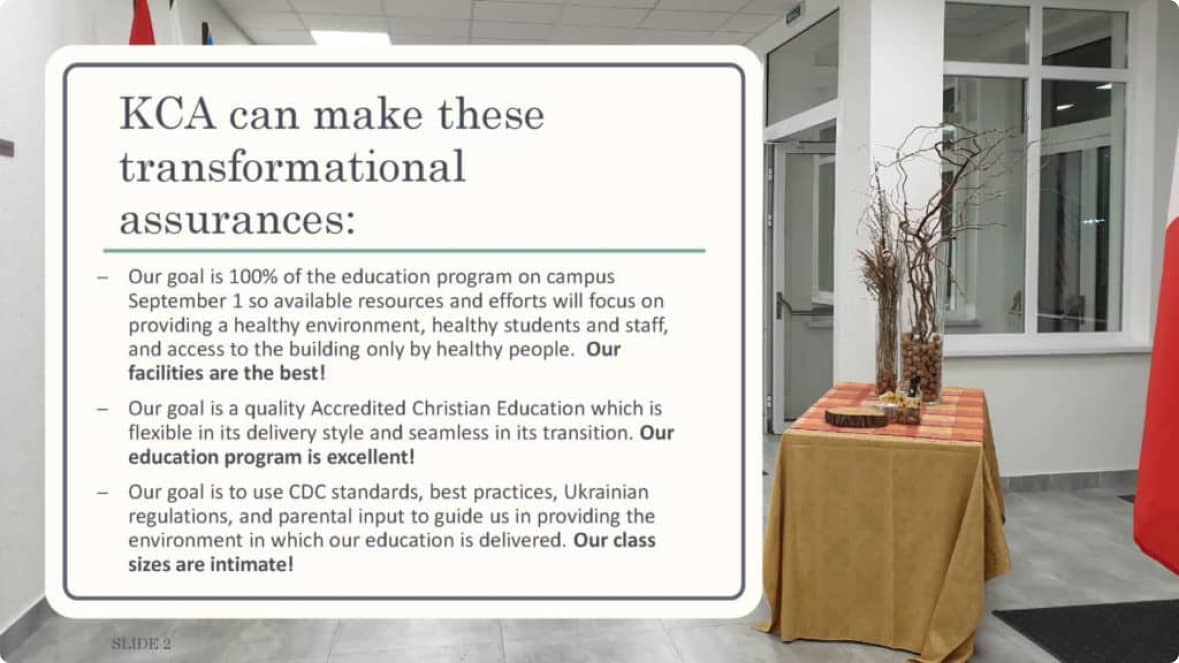 KCA can make these
transformational
assurances:
– Our goal is 100% of the education program on campus
September 1 so available resources and efforts will focus on
providing a healthy environment, healthy students and staff,
and access to the building only by healthy people.  Our
facilities are the best!
– Our goal is a quality Accredited Christian Education which is
flexible in its delivery style and seamless in its transition. Our
education program is excellent!
– Our goal is to use CDC standards, best practices, Ukrainian
regulations, and parental input to guide us in providing the
environment in which our education is delivered. Our class
sizes are intimate!
SLIDE 2